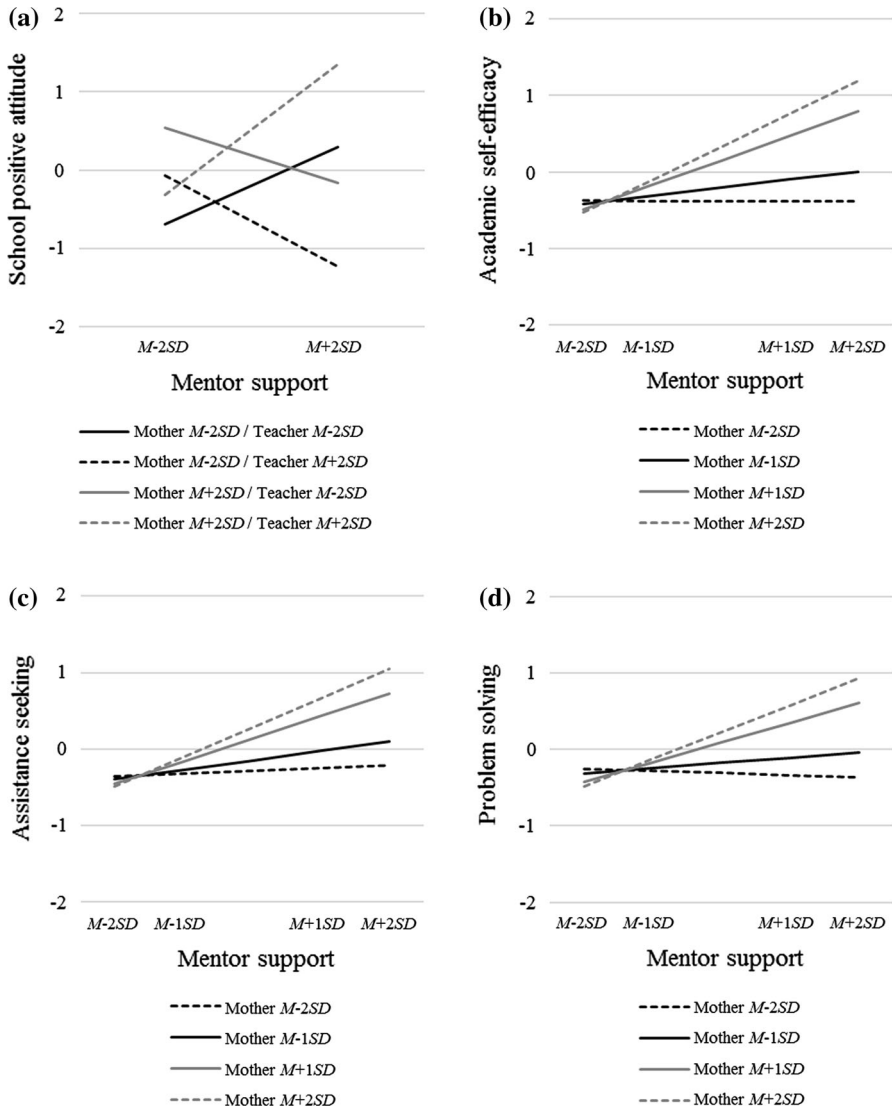 (a)
2
1
0
-1
-2
School positive attitude
M-2SD M+2SD
Mentor support
Mother M-2SD / Teacher M-2SD
Mother M-2SD / Teacher M+2SD
Mother M+2SD / Teacher M-2SD
Mother M+2SD / Teacher M+2SD
(b)
2
1
0
-1
-2
Academic self-efficacy
M-2SD M-1SD M+1SD M+2SD
Mentor support
Mother M-2SD
Mother M-1SD
Mother M+1SD
Mother M+2SD
(c)
2
1
0
-1
-2
Assistance seeking
M-2SD M-1SD M+1SD M+2SD
Mentor support
Mother M-2SD
Mother M-1SD
Mother M+1SD
Mother M+2SD
(d)
2
1
0
-1
-2
Problem solving
M-2SD M-1SD M+1SD M+2SD
Mentor support
Mother M-2SD
Mother M-1SD
Mother M+1SD
Mother M+2SD